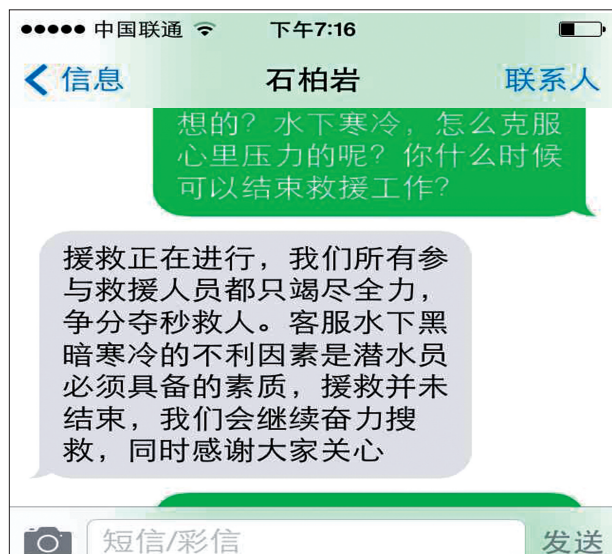 中国联通 下午7:16
信息 石柏岩 联系人
想的？水下寒冷，怎么克服
心里压力的呢？你什么时候
可以结束救援工作？
援救正在进行，我们所有参
与救援人员都只竭尽全力，
争分夺秒救人。客服水下黑
暗寒冷的不利因素是潜水员
必须具备的素质，援救并未
结束，我们会继续奋力搜
救，同时感谢大家关心
短信/彩信 发送